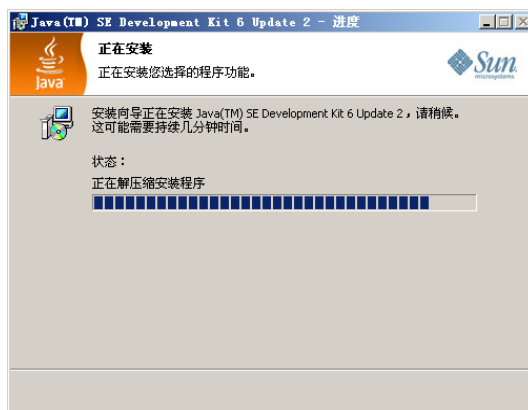 Java(TM) SE Development Kit 6 Update 2 - 进度
正在安装
正在安装您选择的程序功能。
Java
Sun
microsystems
安装向导正在安装 Java(TM) SE Development Kit 6 Update 2，请稍候。
这可能需要持续几分钟时间。
状态：
正在解压缩安装程序